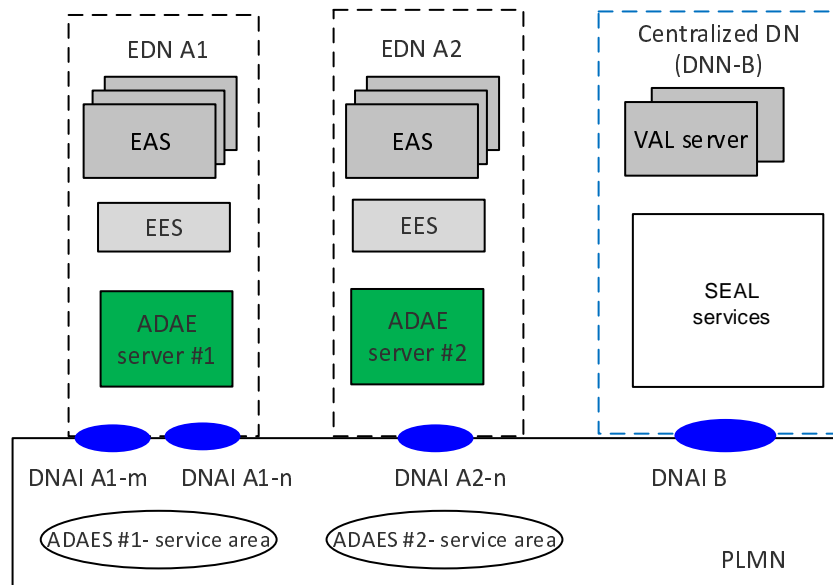 EDN A1
EAS
EES
ADAE
server #1
EDN A2
EAS
EES
ADAE
server #2
Centralized DN
(DNN-B)
VAL server
SEAL
services
DNAI A1-m
DNAI A1-n
DNAI A2-n
DNAI B
ADAES #1- service area
ADAES #2- service area
PLMN